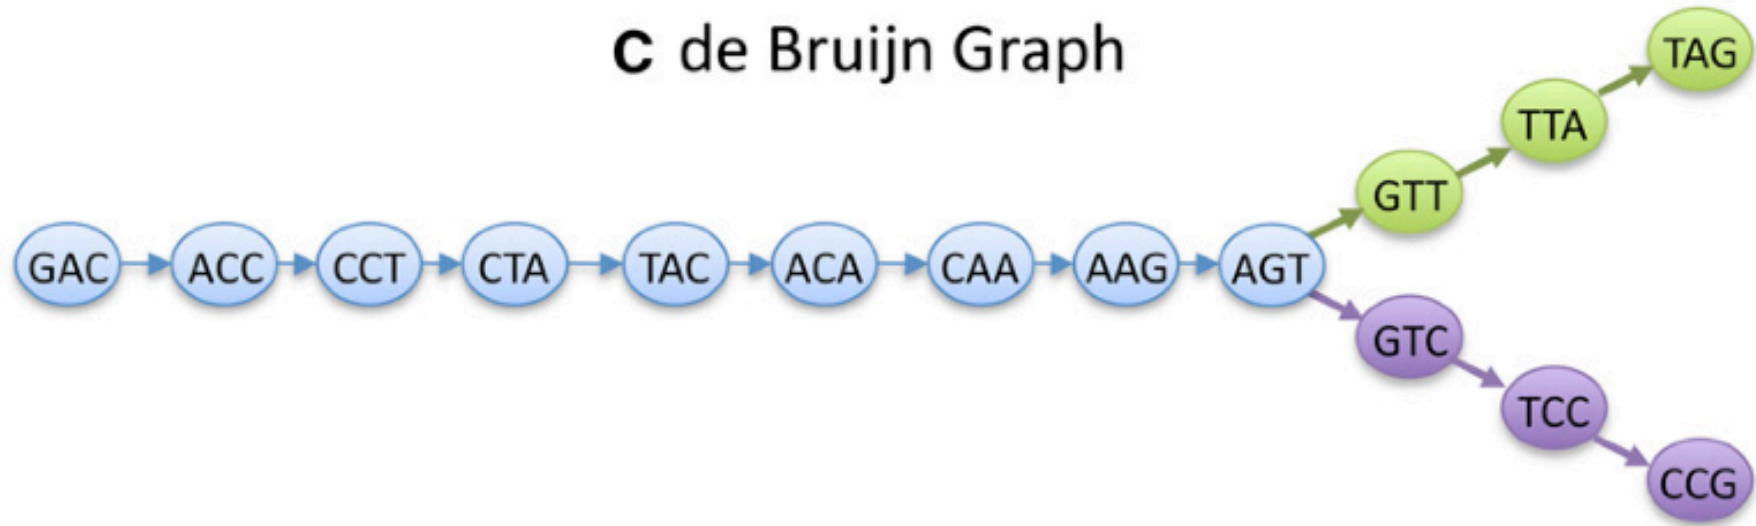 C de Bruijn Graph
TAG
TTA
GTT
GAC ACC CCT CTA TAC ACA CAA AAG AGT
GTC
TCC
CCG